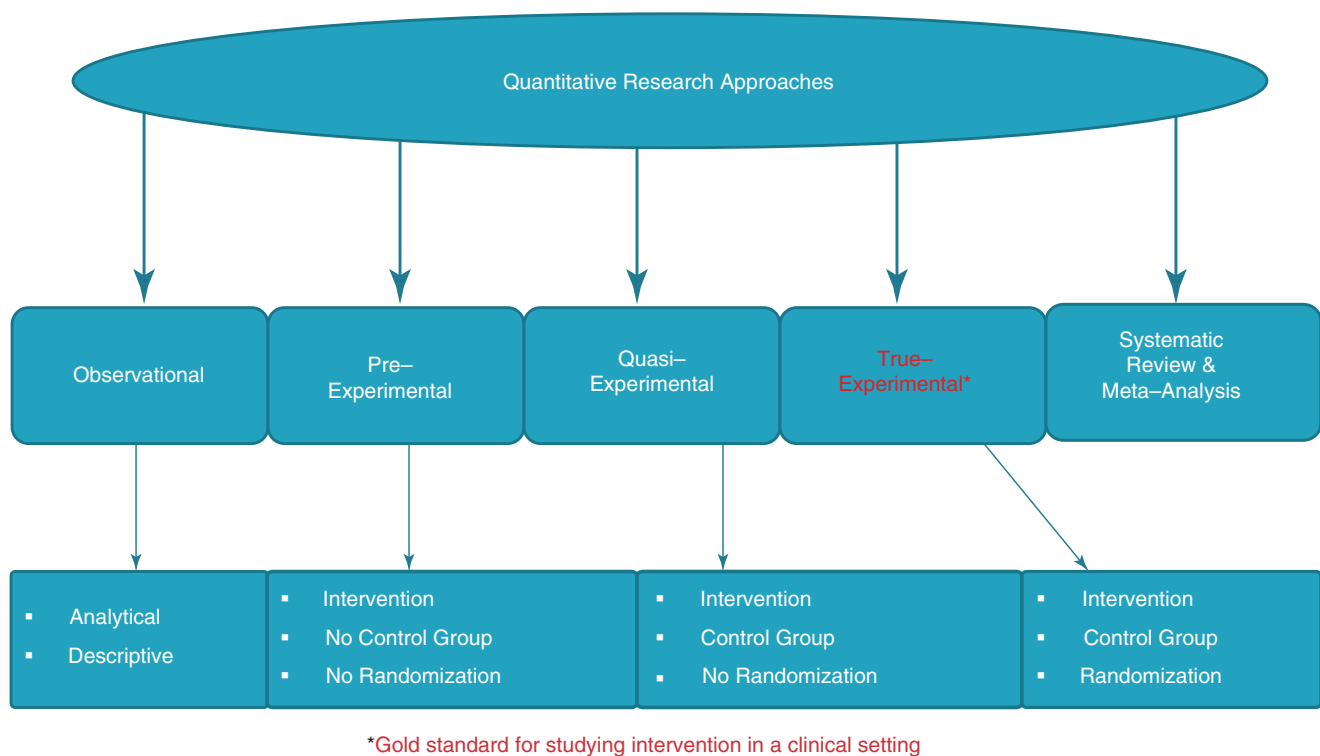 Quantitative Research Approaches
Observational
Pre–
Experimental
Quasi–
Experimental
True–
Experimental*
Systematic
Review &
Meta–Analysis
▪ Analytical
▪ Descriptive
▪ Intervention
▪ No Control Group
▪ No Randomization
▪ Intervention
▪ Control Group
▪ No Randomization
▪ Intervention
▪ Control Group
▪ Randomization
*Gold standard for studying intervention in a clinical setting